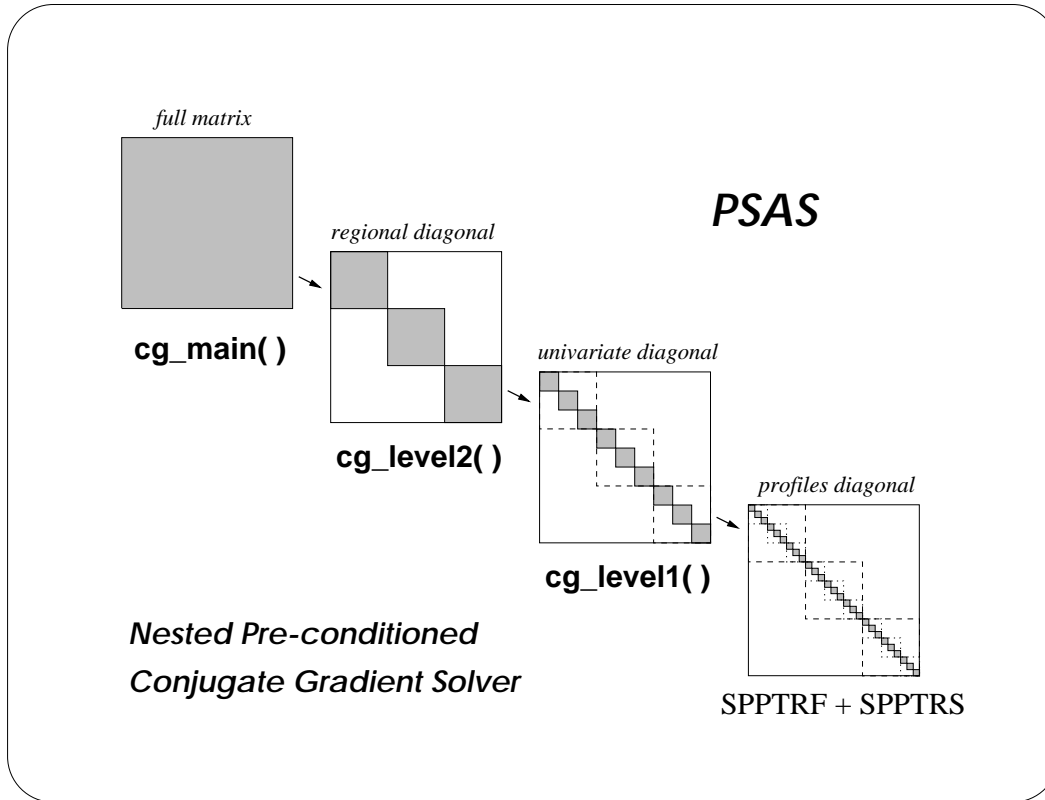 full matrix
PSAS
regional diagonal
cg_main( )
univariate diagonal
cg_level2( )
profiles diagonal
cg_level1( )
Nested Pre-conditioned
Conjugate Gradient Solver
SPPTRF + SPPTRS